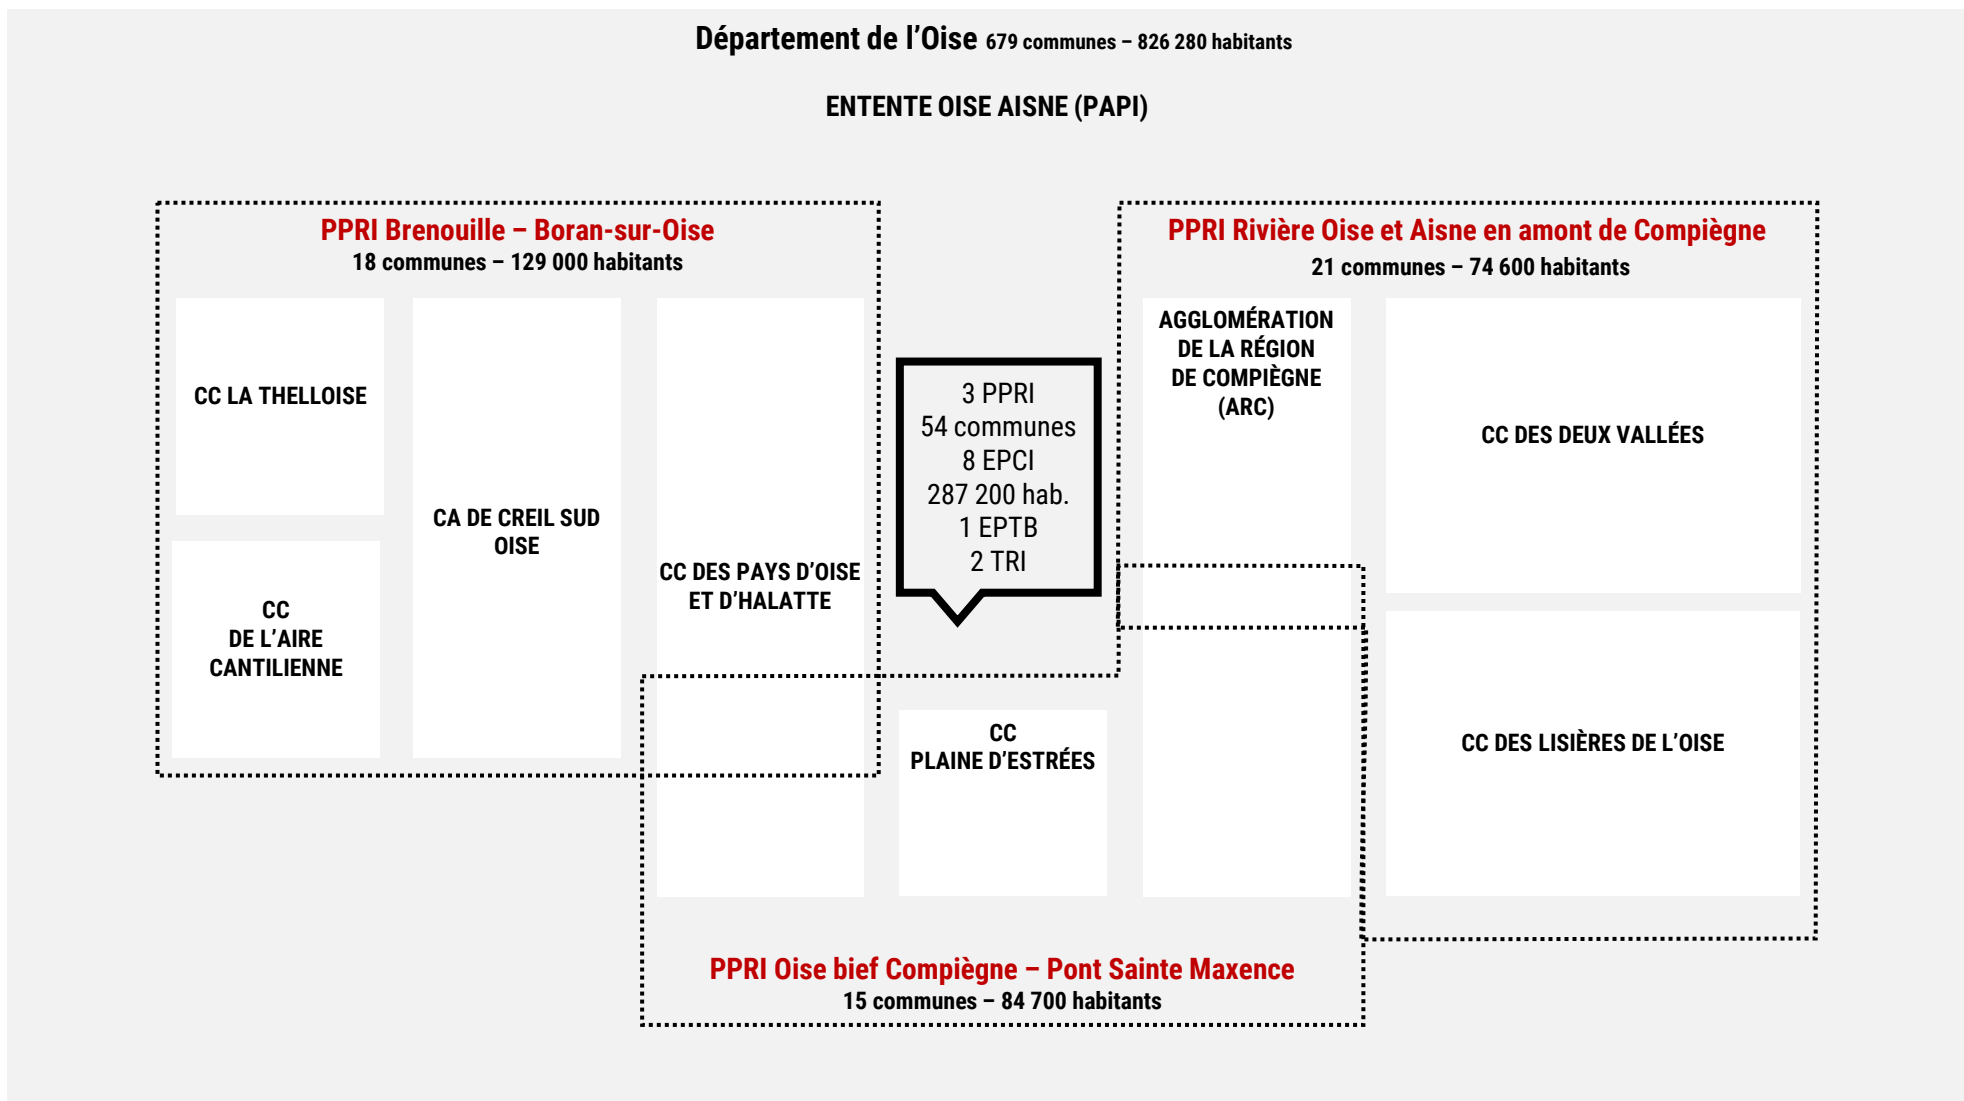 Département de l’Oise 679 communes – 826 280 habitants
ENTENTE OISE AISNE (PAPI)
PPRI Brenouille – Boran-sur-Oise
18 communes – 129 000 habitants
CC LA THELLOISE
CC
DE L’AIRE
CANTILIENNE
CA DE CREIL SUD
OISE
CC DES PAYS D’OISE
ET D’HALATTE
3 PPRI
54 communes
8 EPCI
287 200 hab.
1 EPTB
2 TRI
PPRI Rivière Oise et Aisne en amont de Compiègne
21 communes – 74 600 habitants
AGGLOMÉRATION
DE LA RÉGION
DE COMPIÈGNE
(ARC)
CC DES DEUX VALLÉES
CC DES LISIÈRES DE L’OISE
CC
PLAINE D’ESTRÉES
PPRI Oise bief Compiègne – Pont Sainte Maxence
15 communes – 84 700 habitants